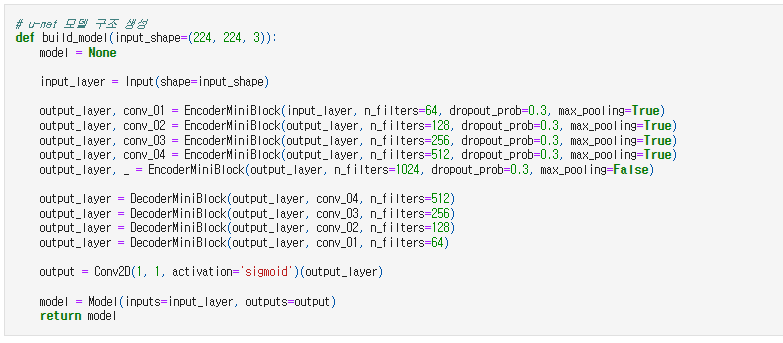 # u-net 모델 구조 생성
def build_model(input_shape=(224, 224, 3)):
    model = None
    input_layer = Input(shape=input_shape)
    output_layer, conv_01 = EncoderMiniBlock(input_layer, n_filters=64, dropout_prob=0.3, max_pooling=True)
    output_layer, conv_02 = EncoderMiniBlock(output_layer, n_filters=128, dropout_prob=0.3, max_pooling=True)
    output_layer, conv_03 = EncoderMiniBlock(output_layer, n_filters=256, dropout_prob=0.3, max_pooling=True)
    output_layer, conv_04 = EncoderMiniBlock(output_layer, n_filters=512, dropout_prob=0.3, max_pooling=True)
    output_layer, _ = EncoderMiniBlock(output_layer, n_filters=1024, dropout_prob=0.3, max_pooling=False)
    output_layer = DecoderMiniBlock(output_layer, conv_04, n_filters=512)
    output_layer = DecoderMiniBlock(output_layer, conv_03, n_filters=256)
    output_layer = DecoderMiniBlock(output_layer, conv_02, n_filters=128)
    output_layer = DecoderMiniBlock(output_layer, conv_01, n_filters=64)
    output = Conv2D(1, 1, activation='sigmoid')(output_layer)
    model = Model(inputs=input_layer, outputs=output)
    return model